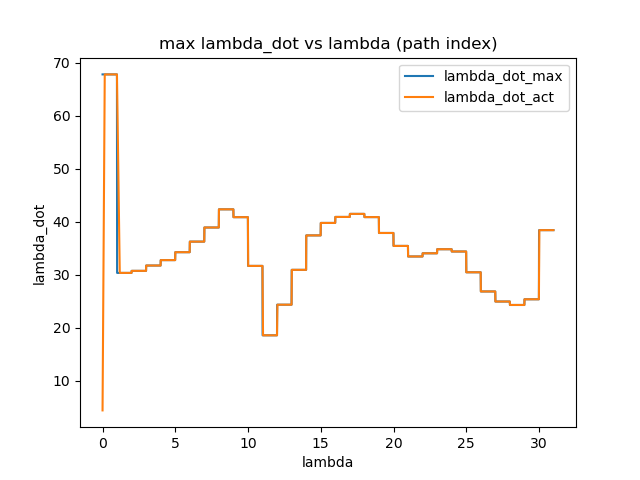 max lambda_dot vs lambda (path index)
lambda_dot_max
lambda_dot_act
70
60
50
40
30
20
10
lambda_dot
0 5 10 15 20 25 30
lambda